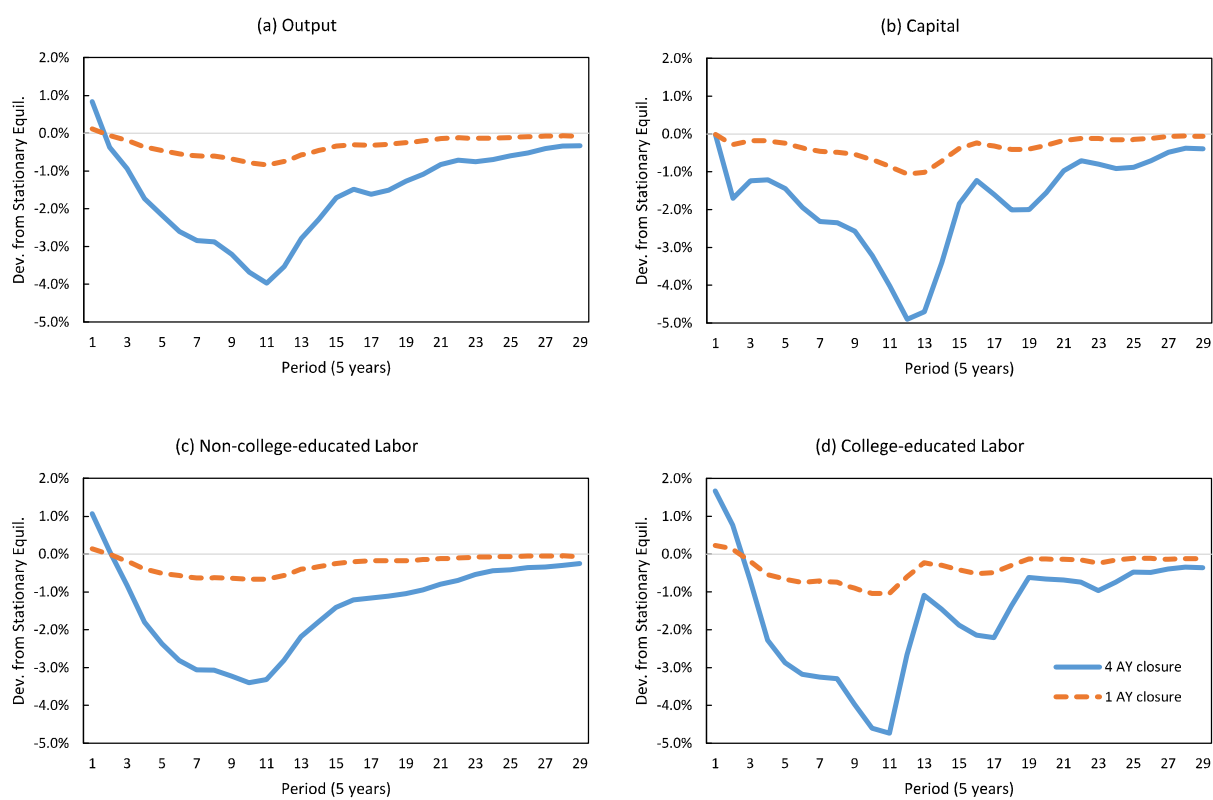 (a) Output
Dev. from Stationary Equil.
2.0%
1.0%
0.0%
-1.0%
-2.0%
-3.0%
-4.0%
-5.0%
1 3 5 7 9 11 13 15 17 19 21 23 25 27 29
Period (5 years)
(b) Capital
Dev. from Stationary Equil.
2.0%
1.0%
0.0%
-1.0%
-2.0%
-3.0%
-4.0%
-5.0%
1 3 5 7 9 11 13 15 17 19 21 23 25 27 29
Period (5 years)
(c) Non-college-educated Labor
Dev. from Stationary Equil.
2.0%
1.0%
0.0%
-1.0%
-2.0%
-3.0%
-4.0%
-5.0%
1 3 5 7 9 11 13 15 17 19 21 23 25 27 29
Period (5 years)
(d) College-educated Labor
Dev. from Stationary Equil.
2.0%
1.0%
0.0%
-1.0%
-2.0%
-3.0%
-4.0%
-5.0%
4 AY closure
1 AY closure
1 3 5 7 9 11 13 15 17 19 21 23 25 27 29
Period (5 years)